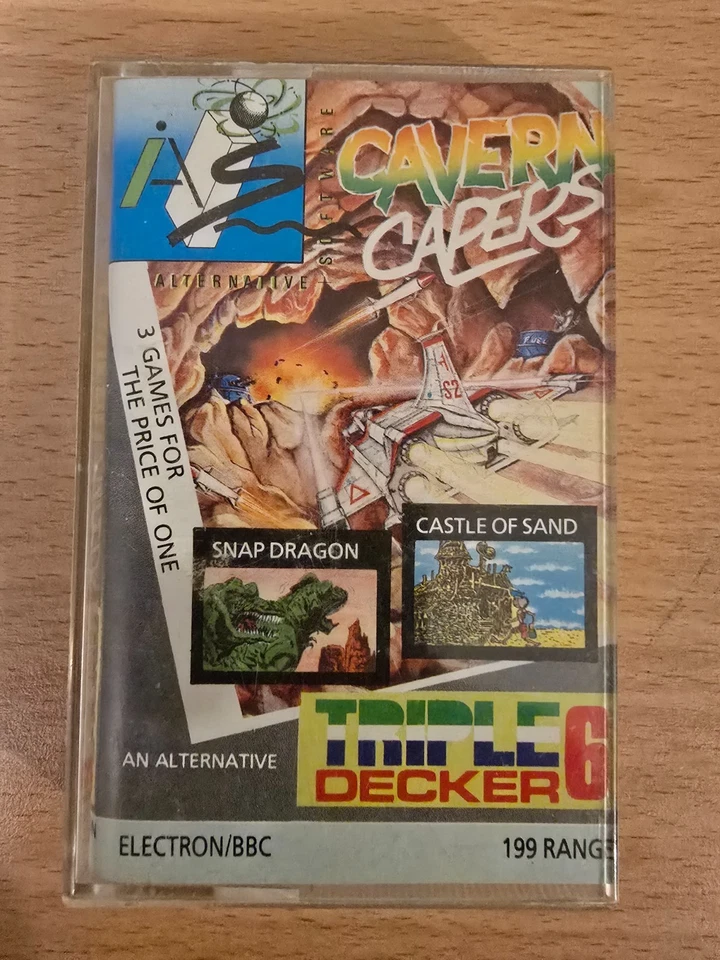 AS
SOFTWARE
ALTERNATIVE
CAVERN
CAPERS
FUEL
3 GAMES FOR
THE PRICE OF ONE
CASTLE OF SAND
SNAP DRAGON
TRIPLE
DECKER 6
AN ALTERNATIVE
ELECTRON/BBC
199 RANGE